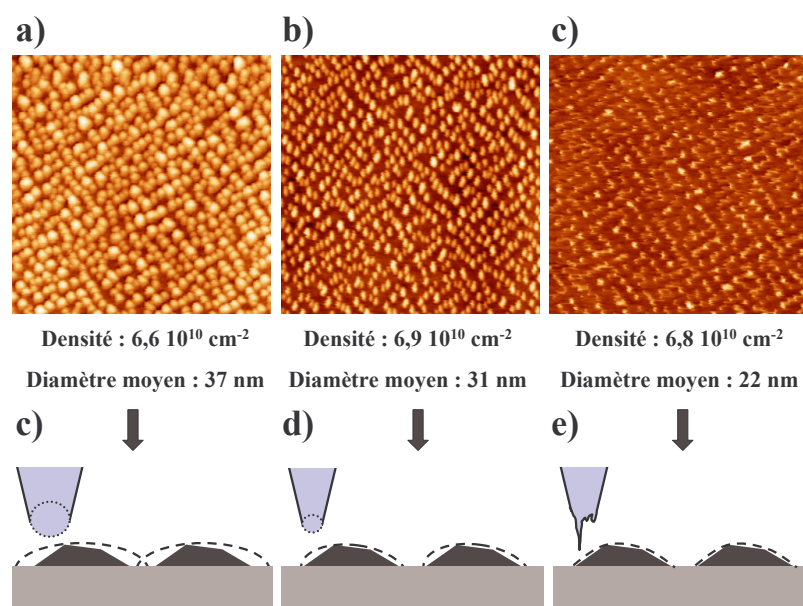 a)
b)
c)
Densité : 6,6 10¹⁰ cm⁻²
Densité : 6,9 10¹⁰ cm⁻²
Densité : 6,8 10¹⁰ cm⁻²
Diamètre moyen : 37 nm
Diamètre moyen : 31 nm
Diamètre moyen : 22 nm
c)
d)
e)